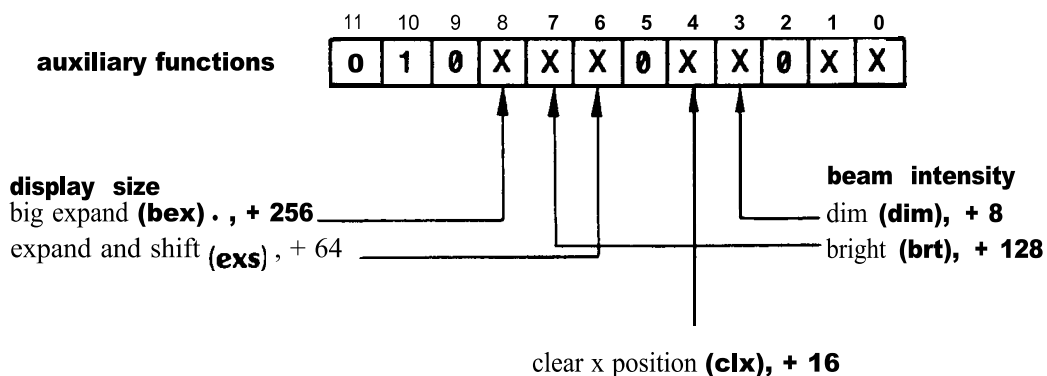 11 10 9 8 7 6 5 4 3 2 1 0
auxiliary functions 0 1 0 X X X 0 X X 0 X X
display size
big expand (bex) . , + 256
expand and shift (exs) , + 64
beam intensity
dim (dim), + 8
bright (brt), + 128
clear x position (clx), + 16